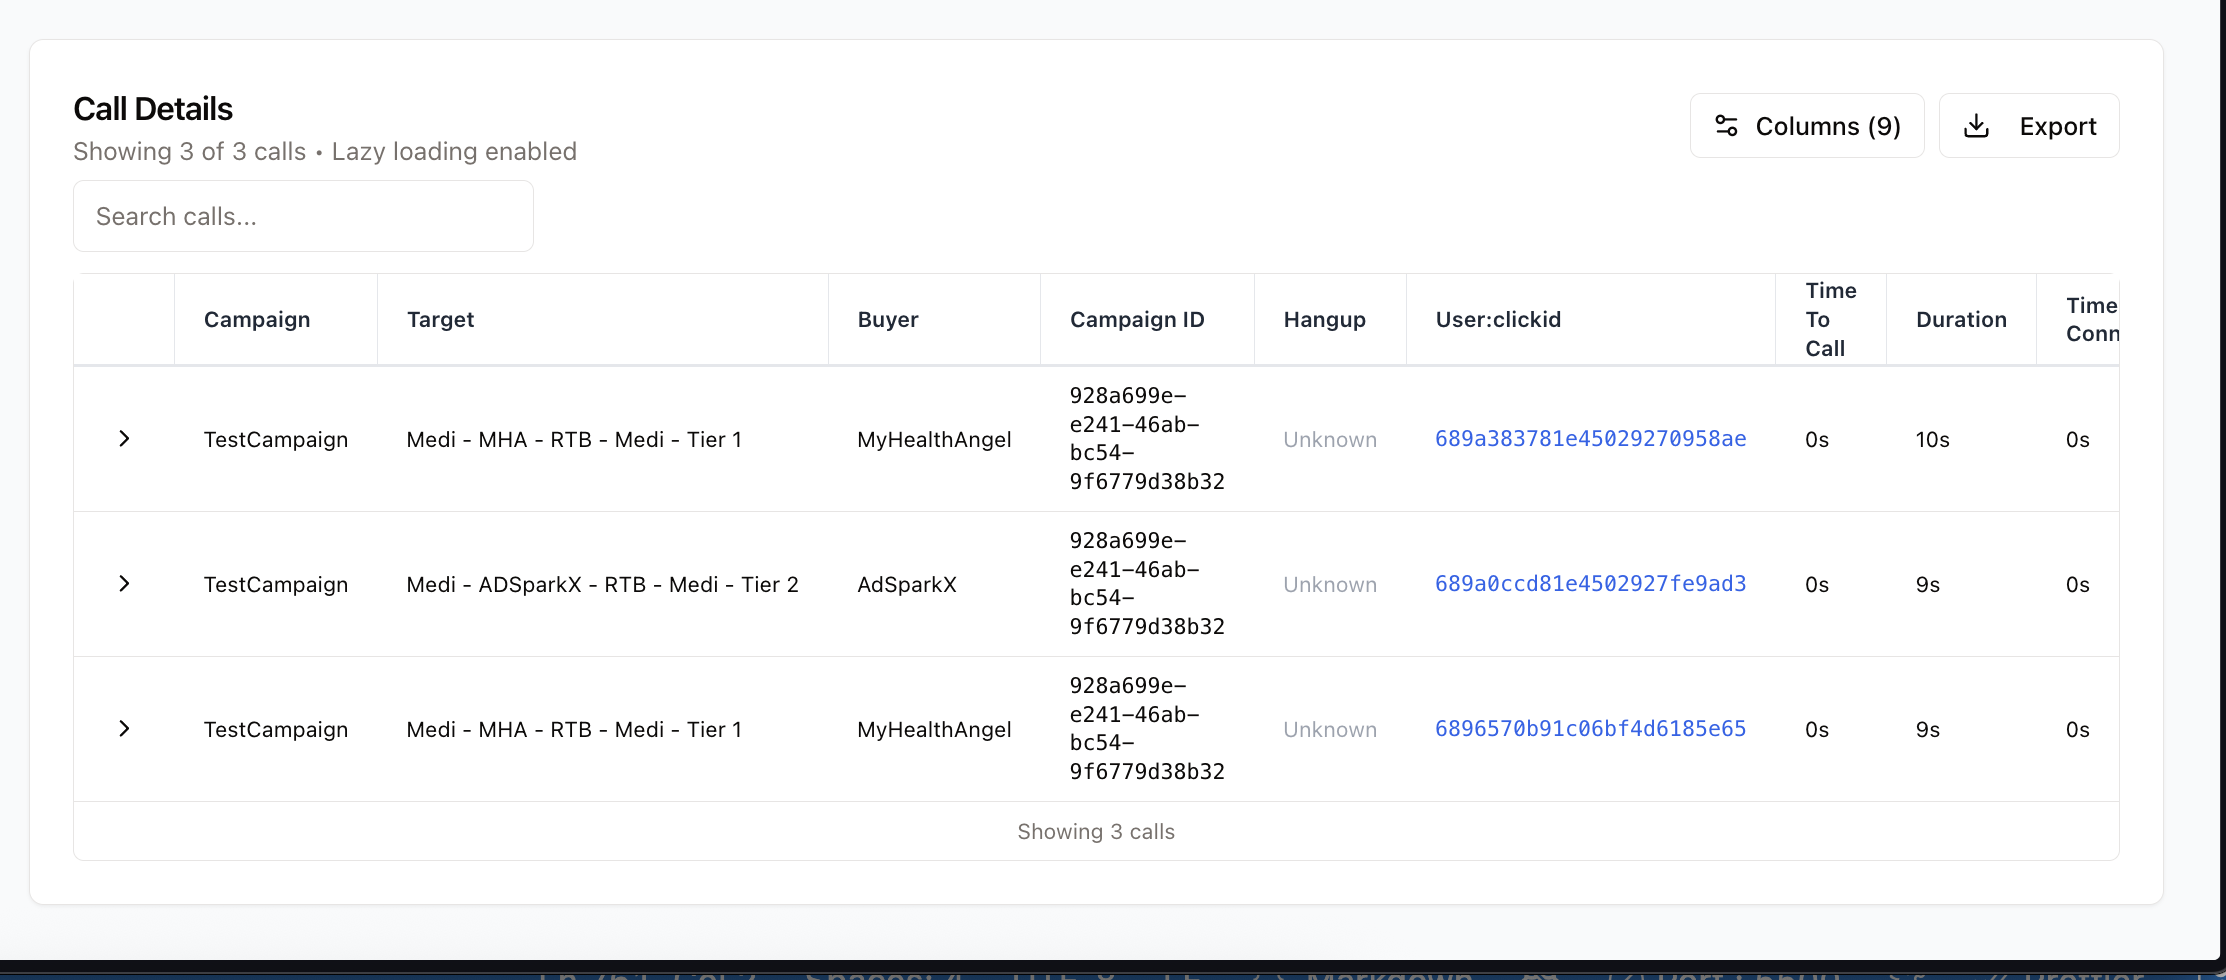 Call Details
Showing 3 of 3 calls • Lazy loading enabled
Columns (9)
Export
Search calls...
Campaign
Target
Buyer
Campaign ID
Hangup
User:clickid
Time
To
Call
Duration
Time
Conn
TestCampaign
Medi - MHA - RTB - Medi - Tier 1
MyHealthAngel
928a699e-
e241-46ab-
bc54-
9f6779d38b32
Unknown
689a383781e45029270958ae
0s
10s
0s
TestCampaign
Medi - ADSparkX - RTB - Medi - Tier 2
AdSparkX
928a699e-
e241-46ab-
bc54-
9f6779d38b32
Unknown
689a0ccd81e4502927fe9ad3
0s
9s
0s
TestCampaign
Medi - MHA - RTB - Medi - Tier 1
MyHealthAngel
928a699e-
e241-46ab-
bc54-
9f6779d38b32
Unknown
6896570b91c06bf4d6185e65
0s
9s
0s
Showing 3 calls